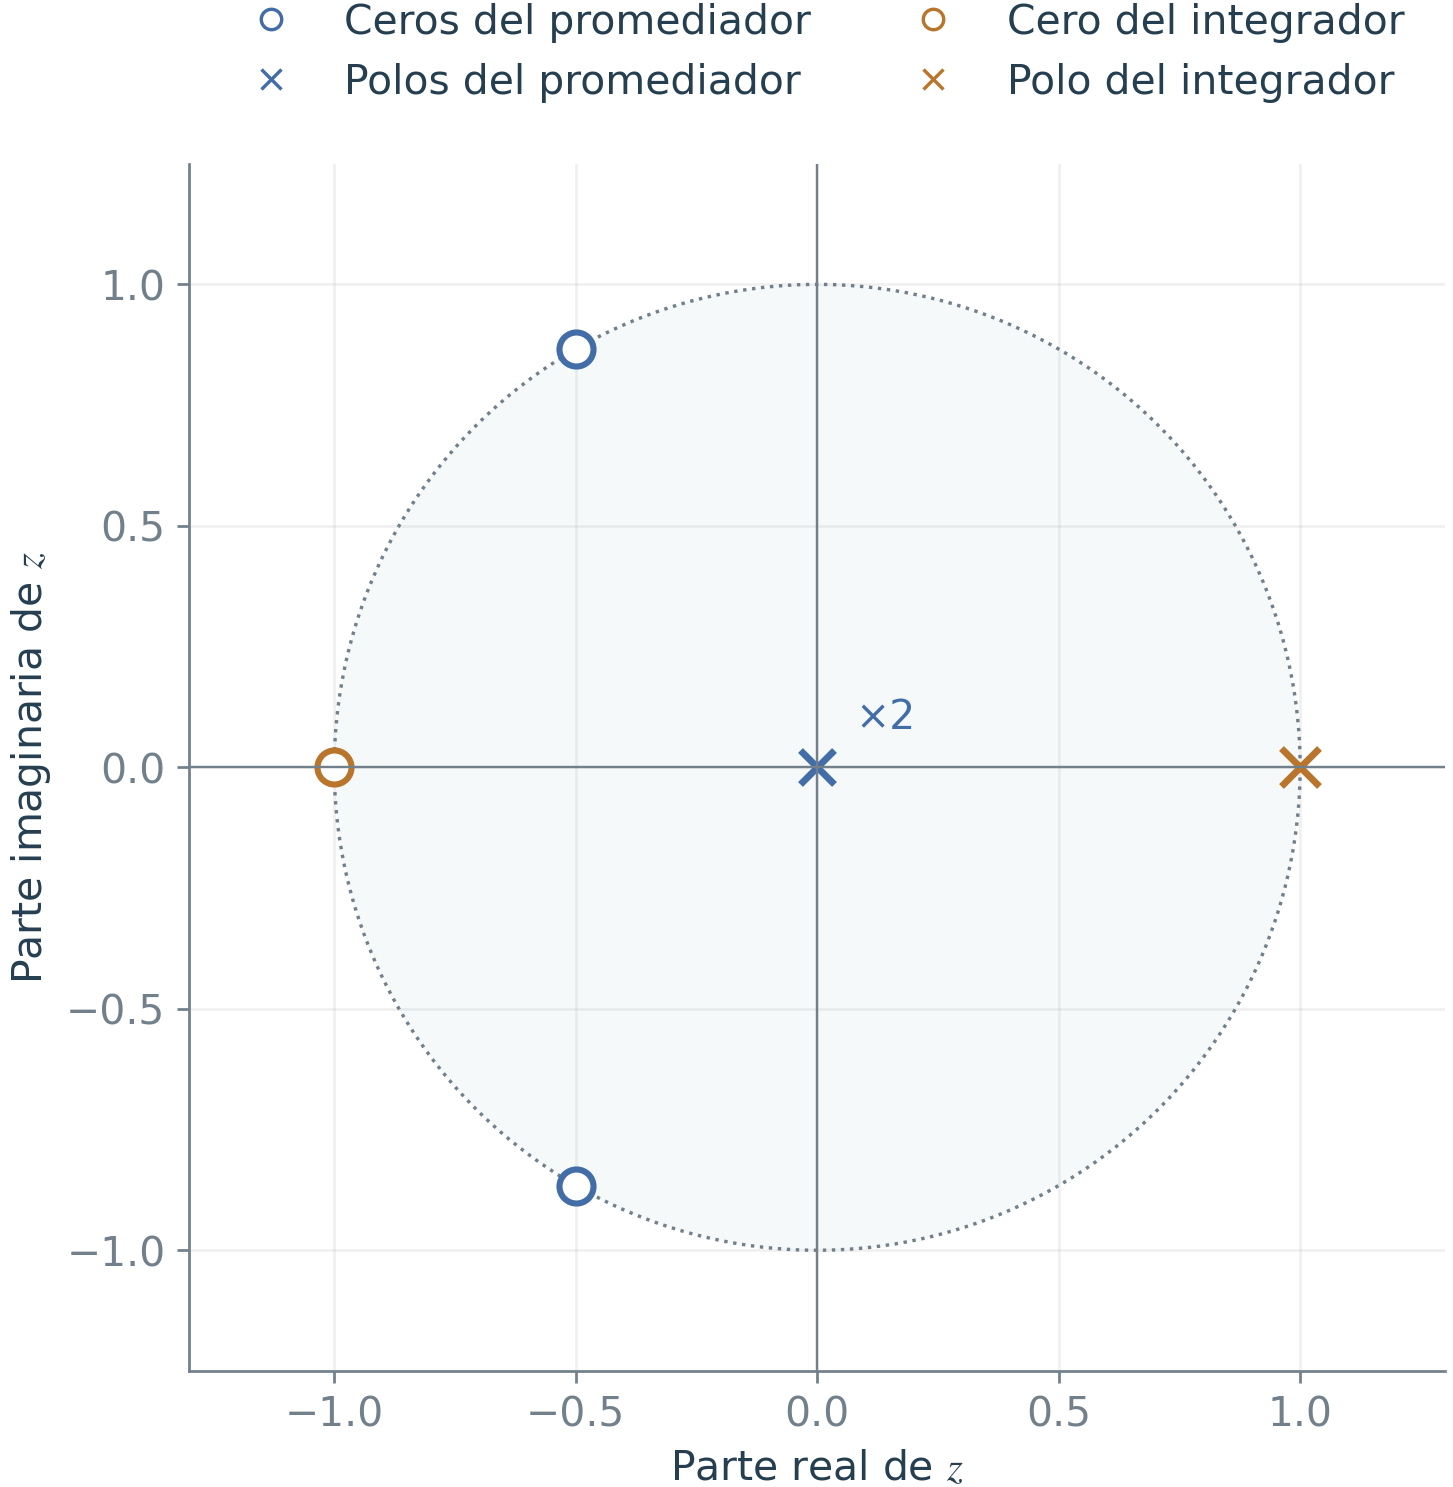 Ceros del promediador
Polos del promediador
Cero del integrador
Polo del integrador
1.0
0.5
0.0
−0.5
−1.0
Parte imaginaria de z
×2
−1.0
−0.5
0.0
0.5
1.0
Parte real de z